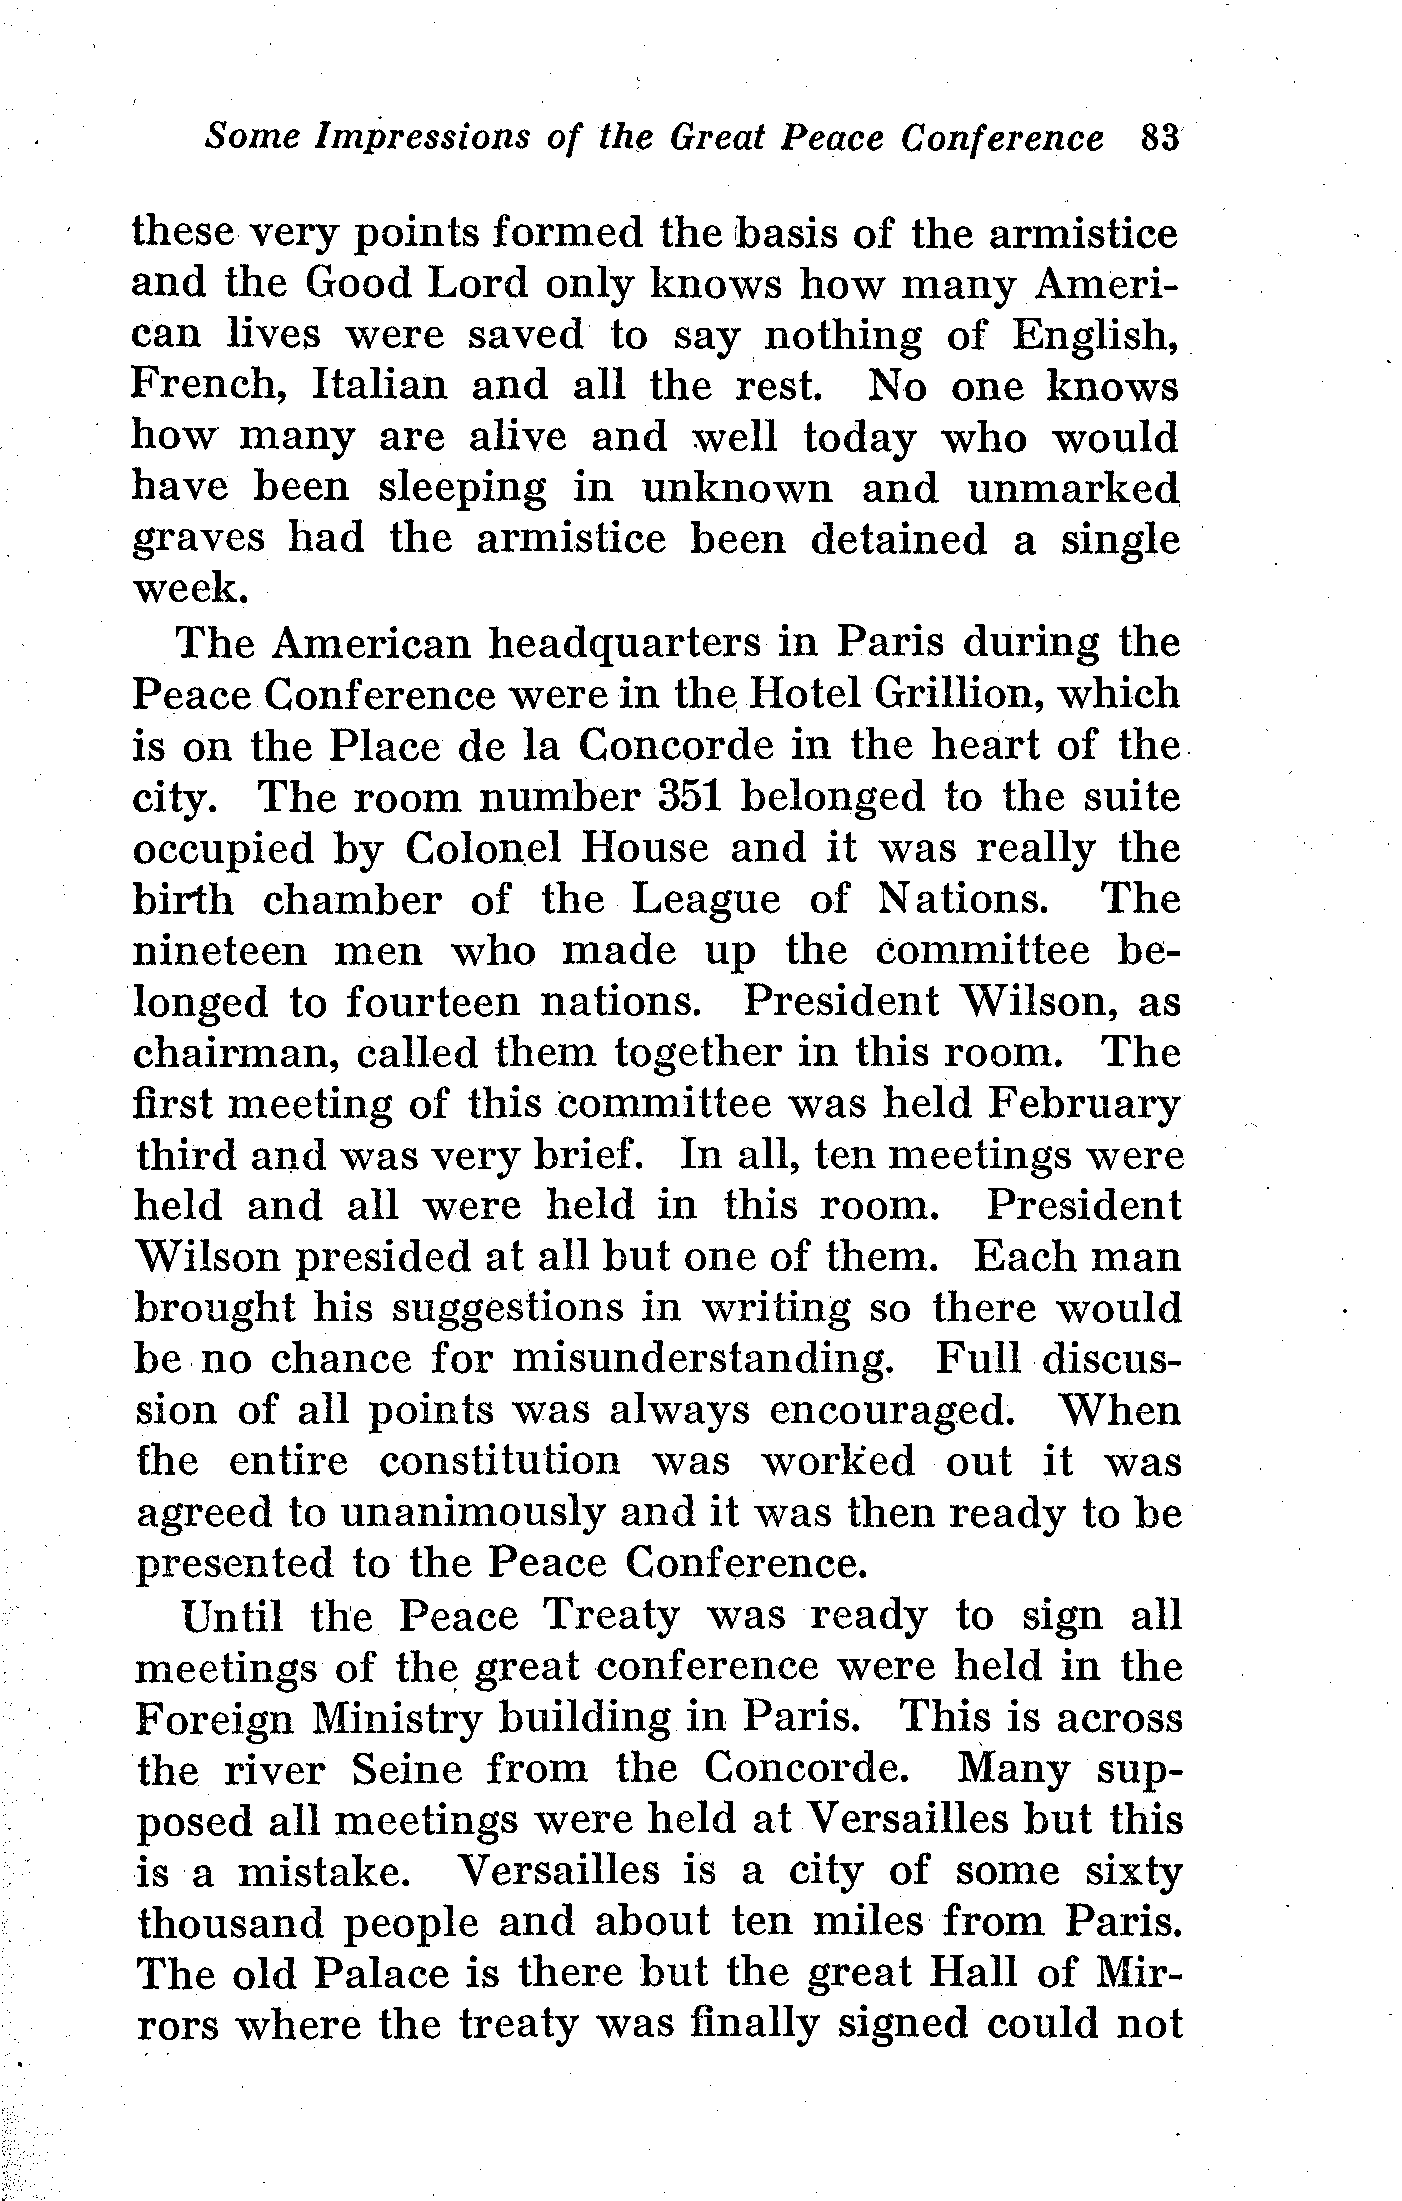 Some Impressions of the Great Peace Conference 83
these very points formed the basis of the armistice
and the Good Lord only knows how many Ameri-
can lives were saved to say nothing of English,
French, Italian and all the rest. No one knows
how many are alive and well today who would
have been sleeping in unknown and unmarked
graves had the armistice been detained a single
week.
The American headquarters in Paris during the
Peace Conference were in the Hotel Grillion, which
is on the Place de la Concorde in the heart of the
city. The room number 351 belonged to the suite
occupied by Colonel House and it was really the
birth chamber of the League of Nations. The
nineteen men who made up the committee be-
longed to fourteen nations. President Wilson, as
chairman, called them together in this room. The
first meeting of this committee was held February
third and was very brief. In all, ten meetings were
held and all were held in this room. President
Wilson presided at all but one of them. Each man
brought his suggestions in writing so there would
be no chance for misunderstanding. Full discus-
sion of all points was always encouraged. When
the entire constitution was worked out it was
agreed to unanimously and it was then ready to be
presented to the Peace Conference.
Until the Peace Treaty was ready to sign all
meetings of the great conference were held in the
Foreign Ministry building in Paris. This is across
the river Seine from the Concorde. Many sup-
posed all meetings were held at Versailles but this
is a mistake. Versailles is a city of some sixty
thousand people and about ten miles from Paris.
The old Palace is there but the great Hall of Mir-
rors where the treaty was finally signed could not